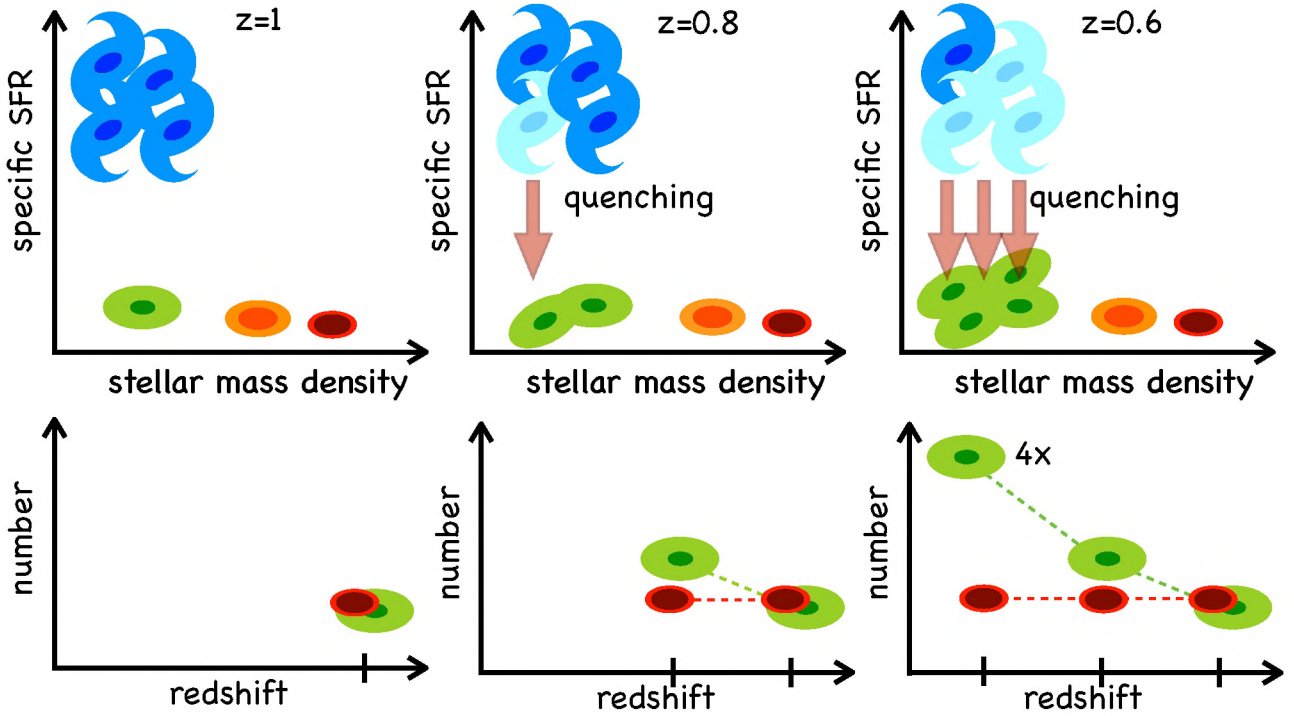 z=1
specific SFR
stellar mass density
z=0.8
specific SFR
quenching
stellar mass density
z=0.6
specific SFR
quenching
stellar mass density
number
redshift
number
redshift
4x
number
redshift